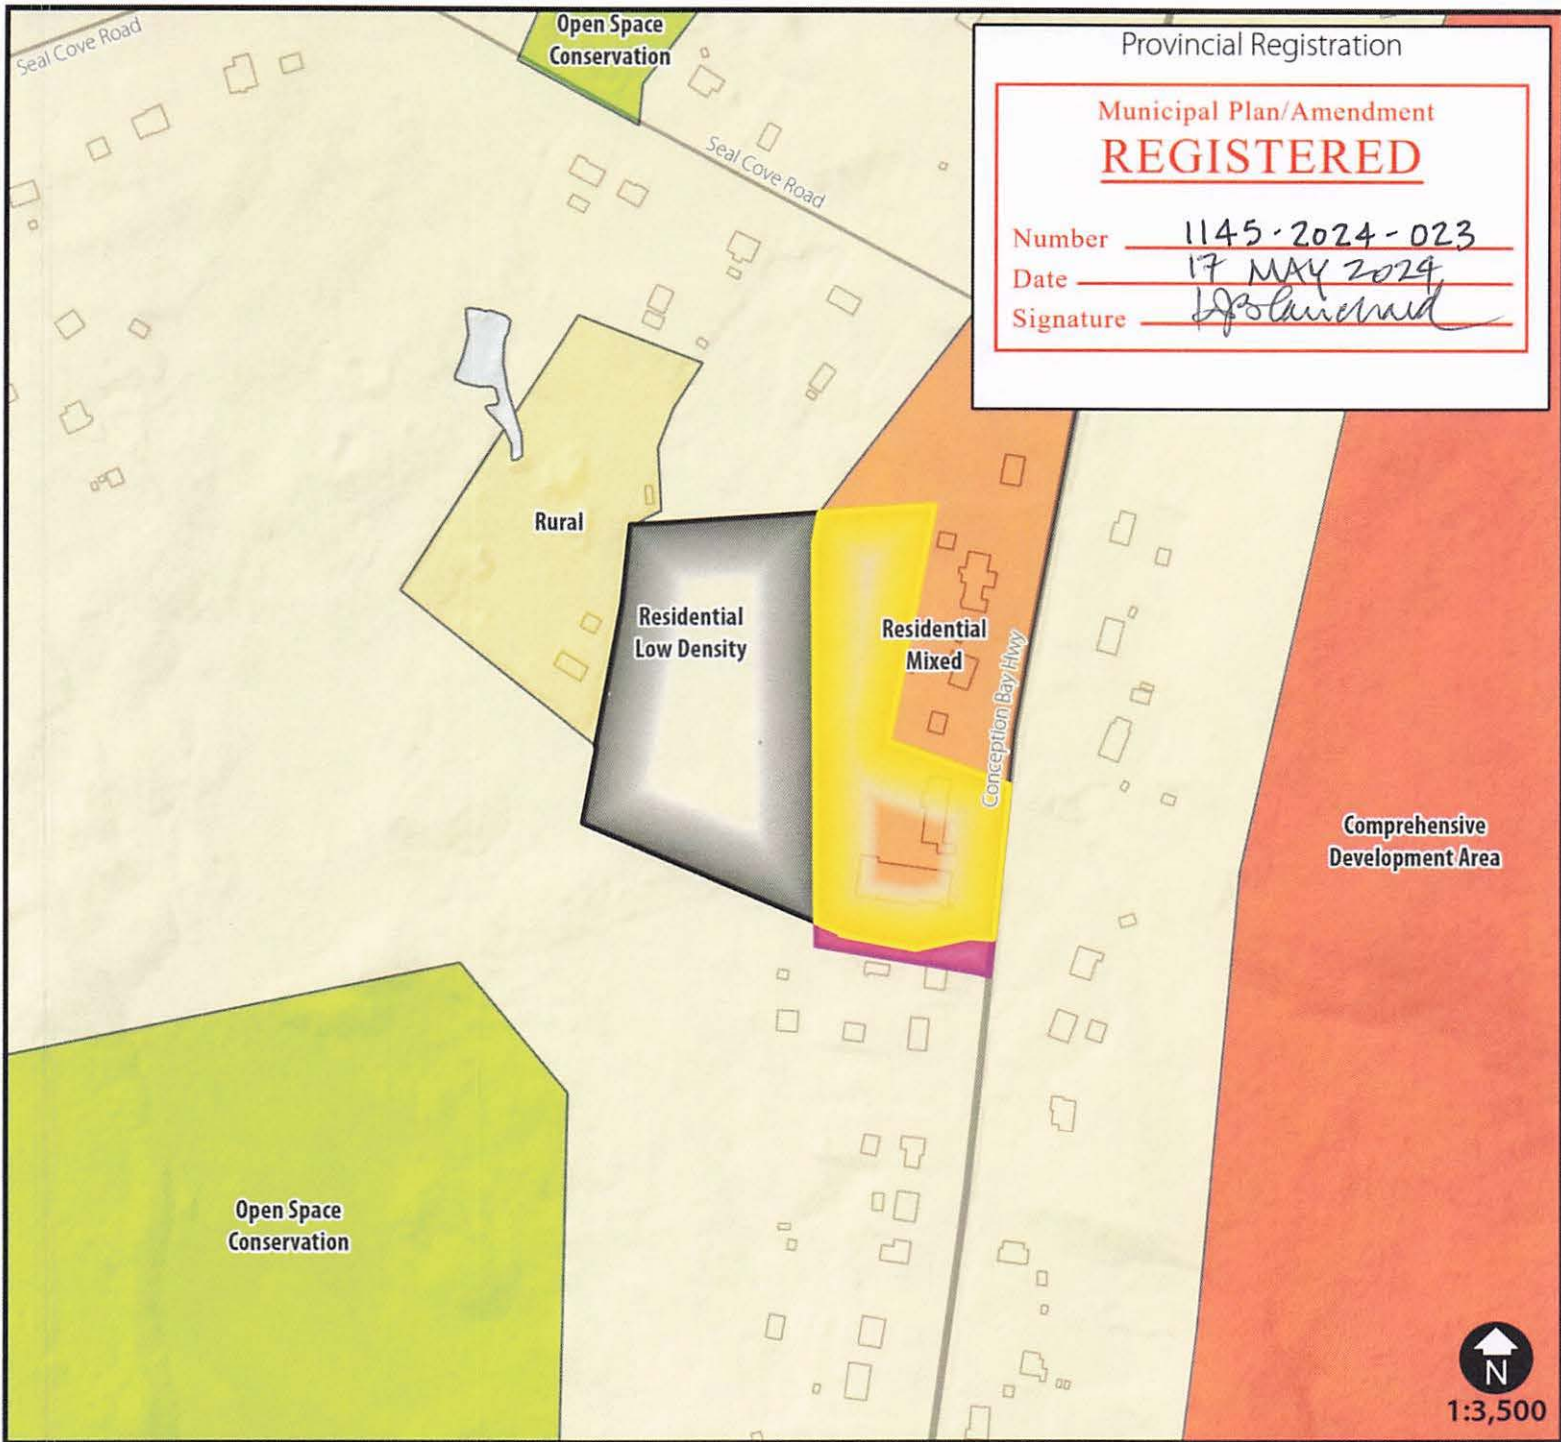 Seal Cove Road
Open Space
Conservation
Provincial Registration
Municipal Plan/Amendment
REGISTERED
Number 1145-2024-023
Date 17 MAY 2024
Signature
Seal Cove Road
Rural
Residential
Low Density
Residential
Mixed
Conception Bay Hwy
Comprehensive
Development Area
Open Space
Conservation
N
1:3,500